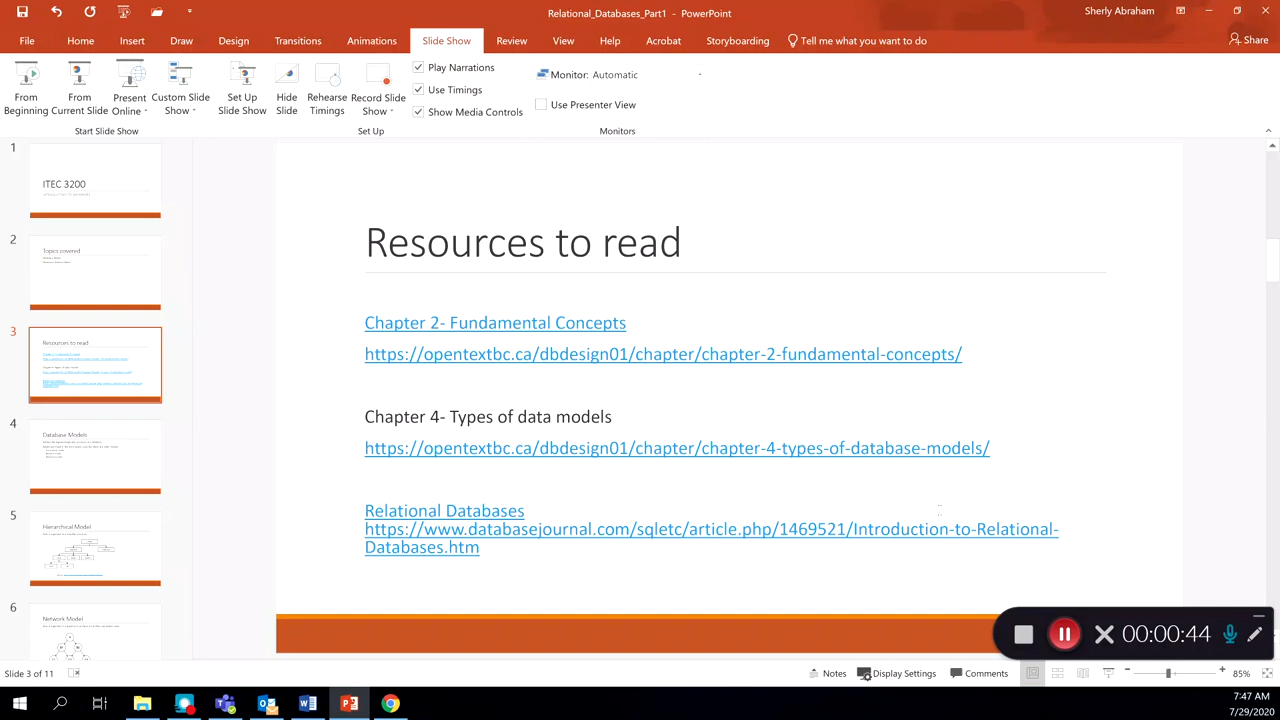 Relational_Databases_Part1 - PowerPoint
Sherly Abraham
File Home Insert Draw Design Transitions Animations Slide Show Review View Help Acrobat Storyboarding Tell me what you want to do
Share
From Beginning
From Current Slide
Present Online
Custom Slide Show
Set Up Slide Show
Hide Slide
Rehearse Timings
Record Slide Show
Play Narrations
Use Timings
Show Media Controls
Monitor: Automatic
Use Presenter View
Start Slide Show
Set Up
Monitors
1
ITEC 3200
2
Topics covered
3
Resources to read
4
Database Models
5
Hierarchical Model
6
Network Model
Resources to read
Chapter 2- Fundamental Concepts
https://opentextbc.ca/dbdesign01/chapter/chapter-2-fundamental-concepts/
Chapter 4- Types of data models
https://opentextbc.ca/dbdesign01/chapter/chapter-4-types-of-database-models/
Relational Databases
https://www.databasejournal.com/sqletc/article.php/1469521/Introduction-to-Relational-
Databases.htm
00:00:44
Slide 3 of 11
Notes
Display Settings
Comments
85%
7:47 AM
7/29/2020